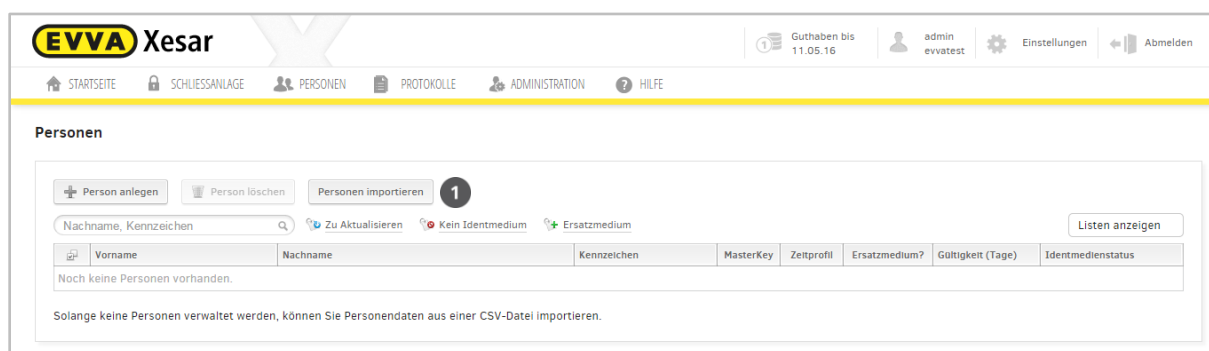 EVVA Xesar
Guthaben bis
11.05.16
admin
evvatest
Einstellungen
Abmelden
STARTSEITE SCHLIESSANLAGE PERSONEN PROTOKOLLE ADMINISTRATION HILFE
Personen
Person anlegen Person löschen Personen importieren 1
Nachname, Kennzeichen Zu Aktualisieren Kein Identmedium Ersatzmedium Listen anzeigen
Vorname Nachname Kennzeichen MasterKey Zeitprofil Ersatzmedium? Gültigkeit (Tage) Identmedienstatus
Noch keine Personen vorhanden.
Solange keine Personen verwaltet werden, können Sie Personendaten aus einer CSV-Datei importieren.